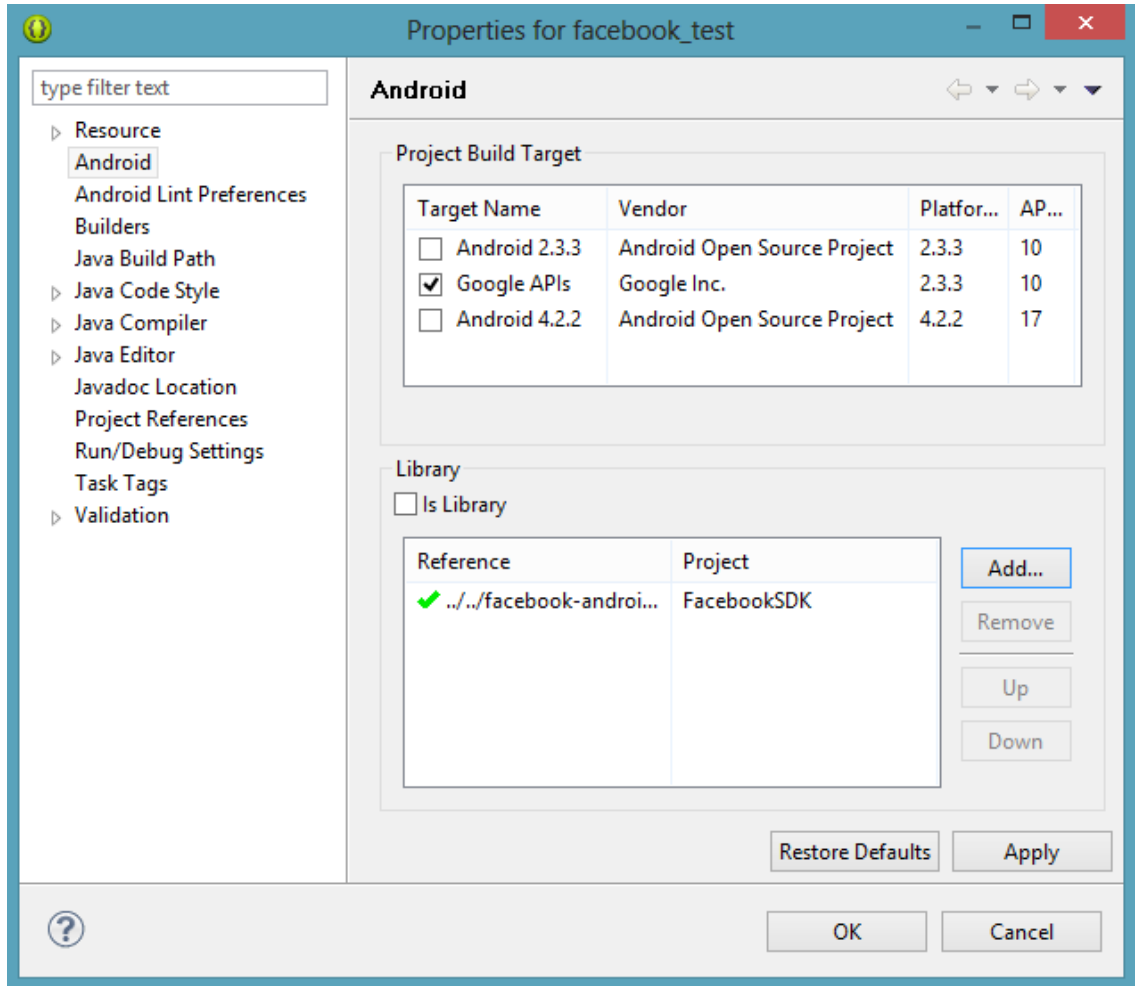 Properties for facebook_test
type filter text
Resource
Android
Android Lint Preferences
Builders
Java Build Path
Java Code Style
Java Compiler
Java Editor
Javadoc Location
Project References
Run/Debug Settings
Task Tags
Validation
Android
Project Build Target
Target Name Vendor Platfor... AP...
Android 2.3.3 Android Open Source Project 2.3.3 10
Google APIs Google Inc. 2.3.3 10
Android 4.2.2 Android Open Source Project 4.2.2 17
Library
Is Library
Reference Project
../../facebook-androi... FacebookSDK
Add...
Remove
Up
Down
Restore Defaults Apply
OK Cancel